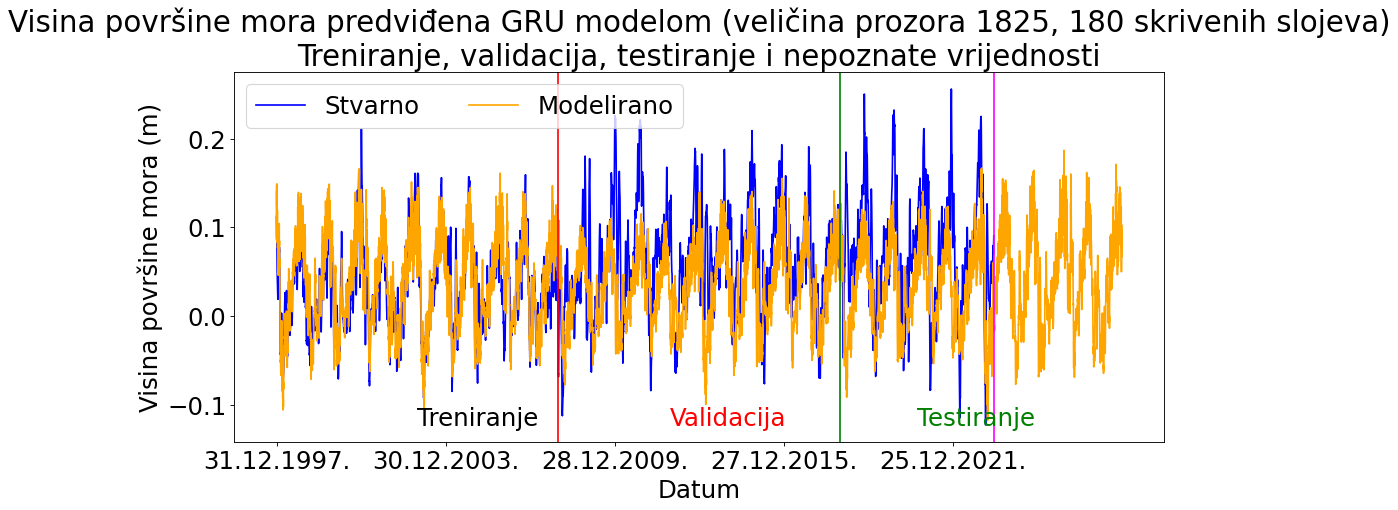 Visina površine mora predviđena GRU modelom (veličina prozora 1825, 180 skrivenih slojeva)
Treniranje, validacija, testiranje i nepoznate vrijednosti
Stvarno Modelirano
Visina površine mora (m)
0.2
0.1
0.0
−0.1
Treniranje Validacija Testiranje
31.12.1997. 30.12.2003. 28.12.2009. 27.12.2015. 25.12.2021.
Datum